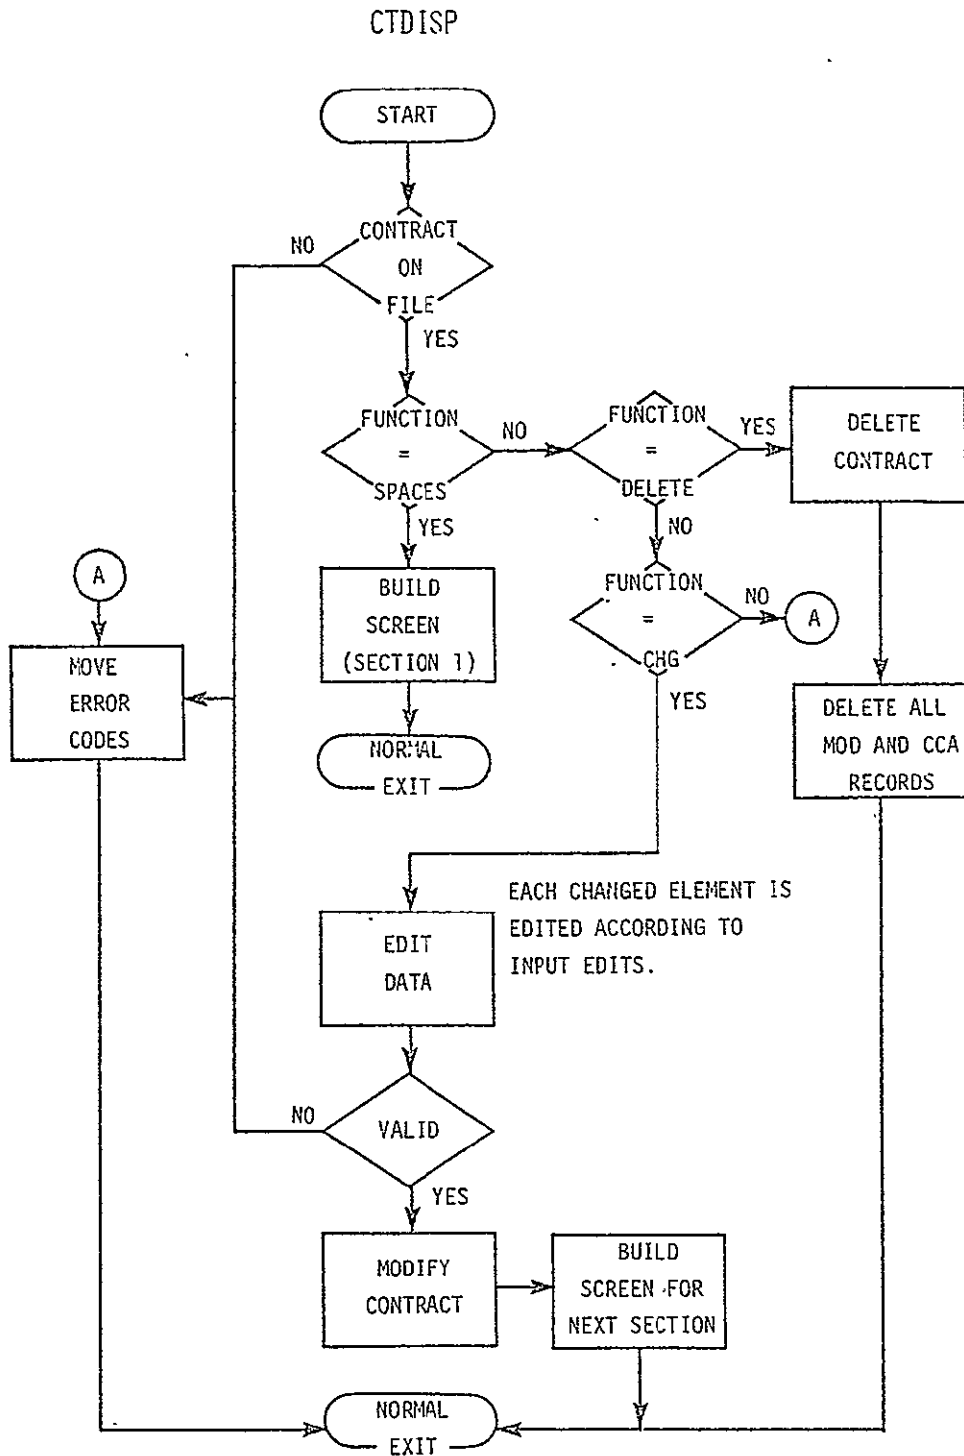 CTDISP
START
CONTRACT
ON
FILE
NO
YES
FUNCTION
=
SPACES
NO
YES
FUNCTION
=
DELETE
YES
NO
DELETE
CONTRACT
A
BUILD
SCREEN
(SECTION 1)
FUNCTION
=
CHG
NO
A
YES
MOVE
ERROR
CODES
NORMAL
EXIT
DELETE ALL
MOD AND CCA
RECORDS
EACH CHANGED ELEMENT IS
EDITED ACCORDING TO
INPUT EDITS.
EDIT
DATA
NO
VALID
YES
MODIFY
CONTRACT
BUILD
SCREEN FOR
NEXT SECTION
NORMAL
EXIT